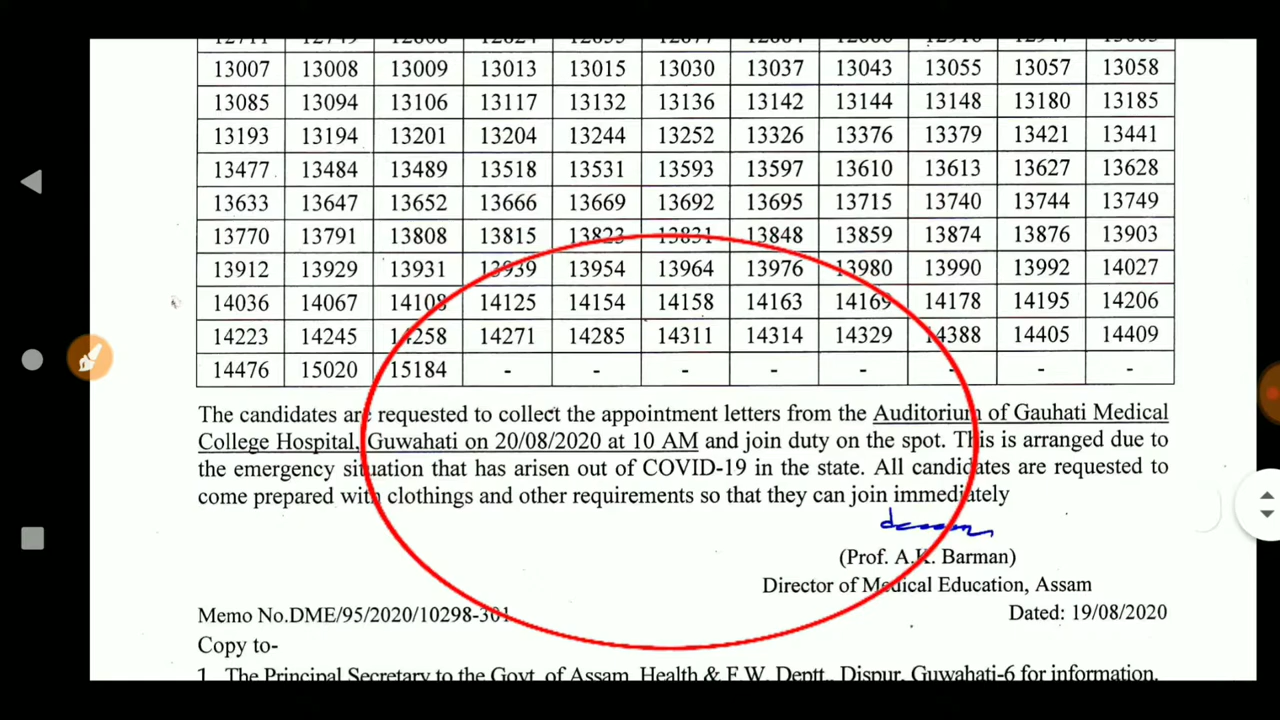 13007 13008 13009 13013 13015 13030 13037 13043 13055 13057 13058
13085 13094 13106 13117 13132 13136 13142 13144 13148 13180 13185
13193 13194 13201 13204 13244 13252 13326 13376 13379 13421 13441
13477 13484 13489 13518 13531 13593 13597 13610 13613 13627 13628
13633 13647 13652 13666 13669 13692 13695 13715 13740 13744 13749
13770 13791 13808 13815 13823 13831 13848 13859 13874 13876 13903
13912 13929 13931 13939 13954 13964 13976 13980 13990 13992 14027
14036 14067 14108 14125 14154 14158 14163 14169 14178 14195 14206
14223 14245 14258 14271 14285 14311 14314 14329 14388 14405 14409
14476 15020 15184 - - - - - - - -
The candidates are requested to collect the appointment letters from the Auditorium of Gauhati Medical
College Hospital, Guwahati on 20/08/2020 at 10 AM and join duty on the spot. This is arranged due to
the emergency situation that has arisen out of COVID-19 in the state. All candidates are requested to
come prepared with clothings and other requirements so that they can join immediately
(Prof. A.K. Barman)
Director of Medical Education, Assam
Memo No.DME/95/2020/10298-301 Dated: 19/08/2020
Copy to-
1. The Principal Secretary to the Govt. of Assam, Health & F.W. Deptt., Dispur, Guwahati-6 for information.